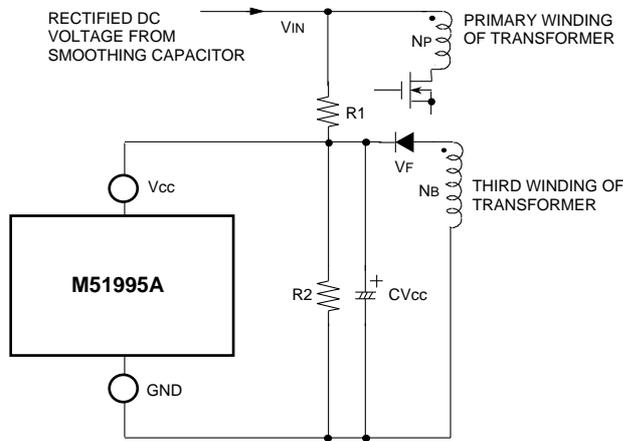 RECTIFIED DC
VOLTAGE FROM
SMOOTHING CAPACITOR
VIN
NP
PRIMARY WINDING
OF TRANSFORMER
R1
VF
Vcc
NB
THIRD WINDING OF
TRANSFORMER
M51995A
R2
+
CVcc
GND